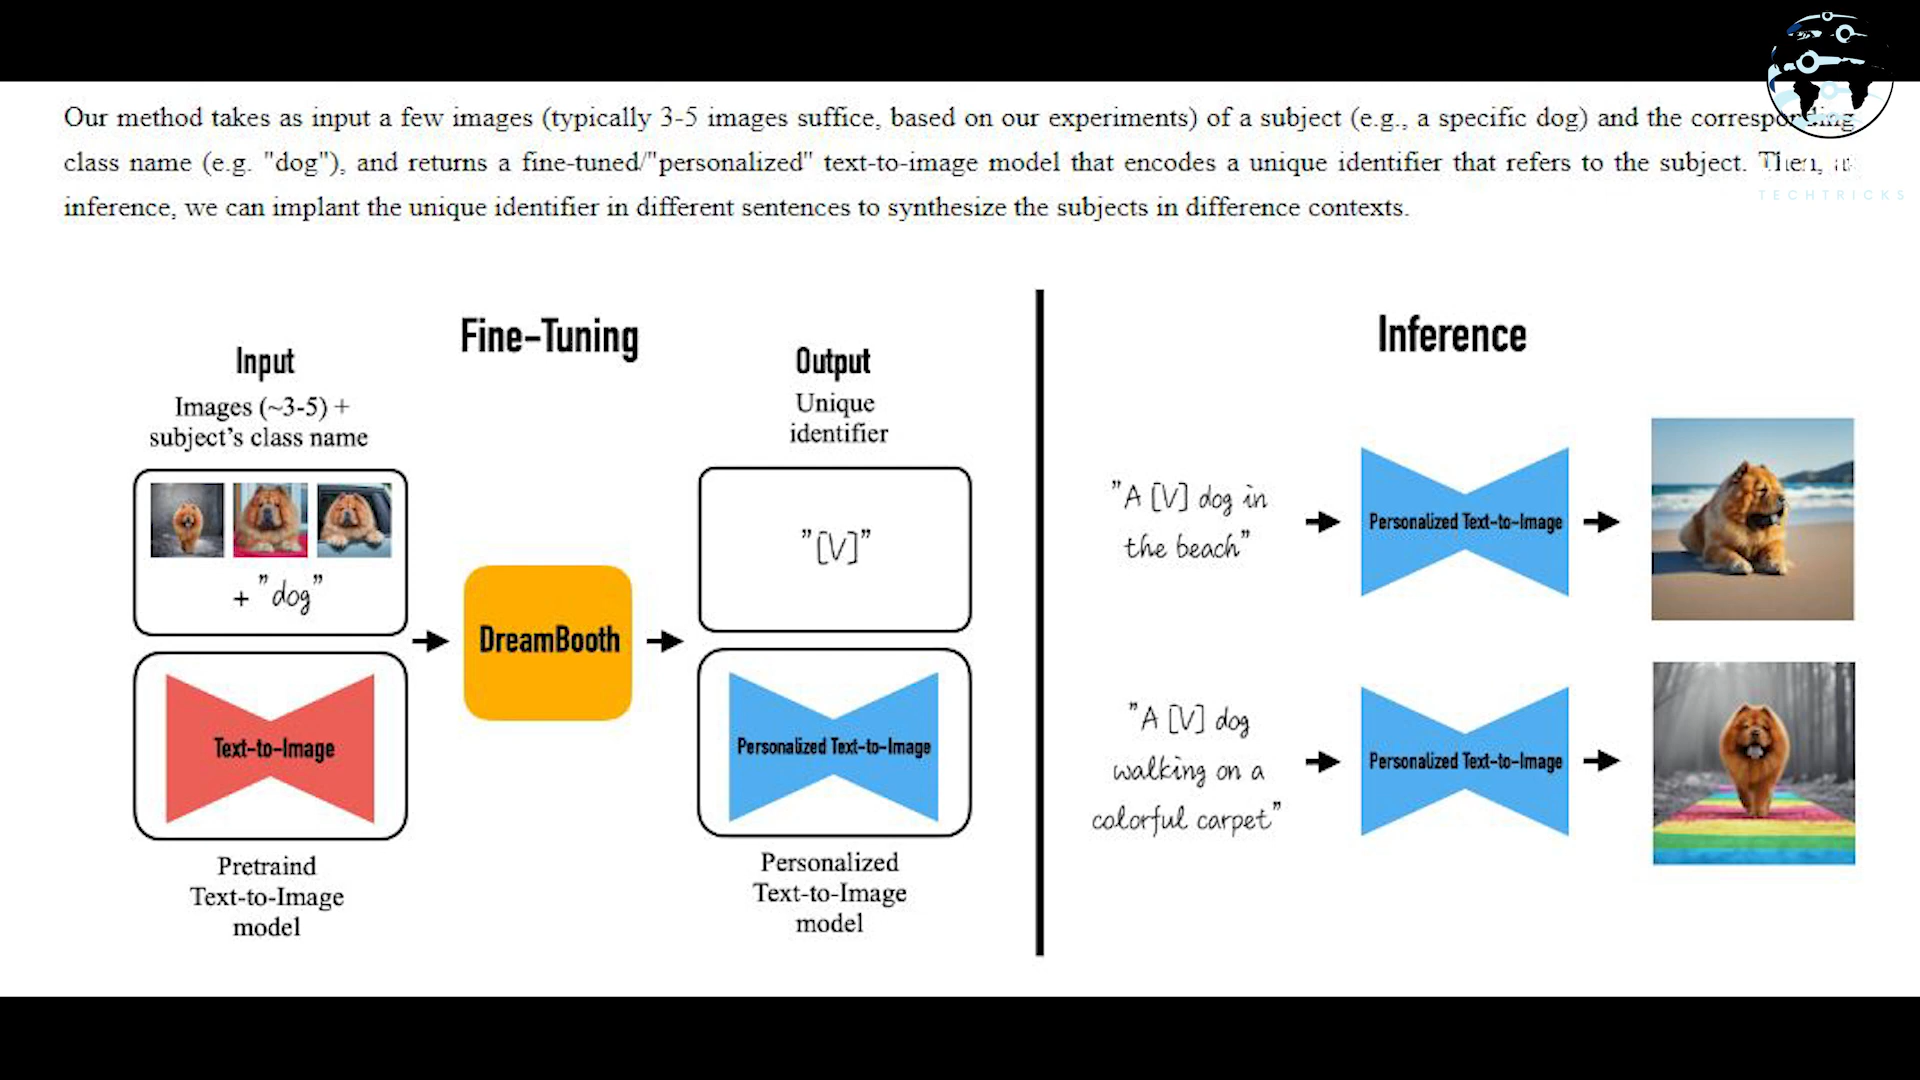 Our method takes as input a few images (typically 3-5 images suffice, based on our experiments) of a subject (e.g., a specific dog) and the corresponding
class name (e.g. "dog"), and returns a fine-tuned/"personalized" text-to-image model that encodes a unique identifier that refers to the subject. Then, at
inference, we can implant the unique identifier in different sentences to synthesize the subjects in difference contexts.
TECHTRICKS
Fine-Tuning
Input
Images (~3-5) +
subject's class name
+ "dog"
Text-to-Image
Pretraind
Text-to-Image
model
DreamBooth
Output
Unique
identifier
"[V]"
Personalized Text-to-Image
Personalized
Text-to-Image
model
Inference
"A [V] dog in
the beach"
Personalized Text-to-Image
"A [V] dog
walking on a
colorful carpet"
Personalized Text-to-Image